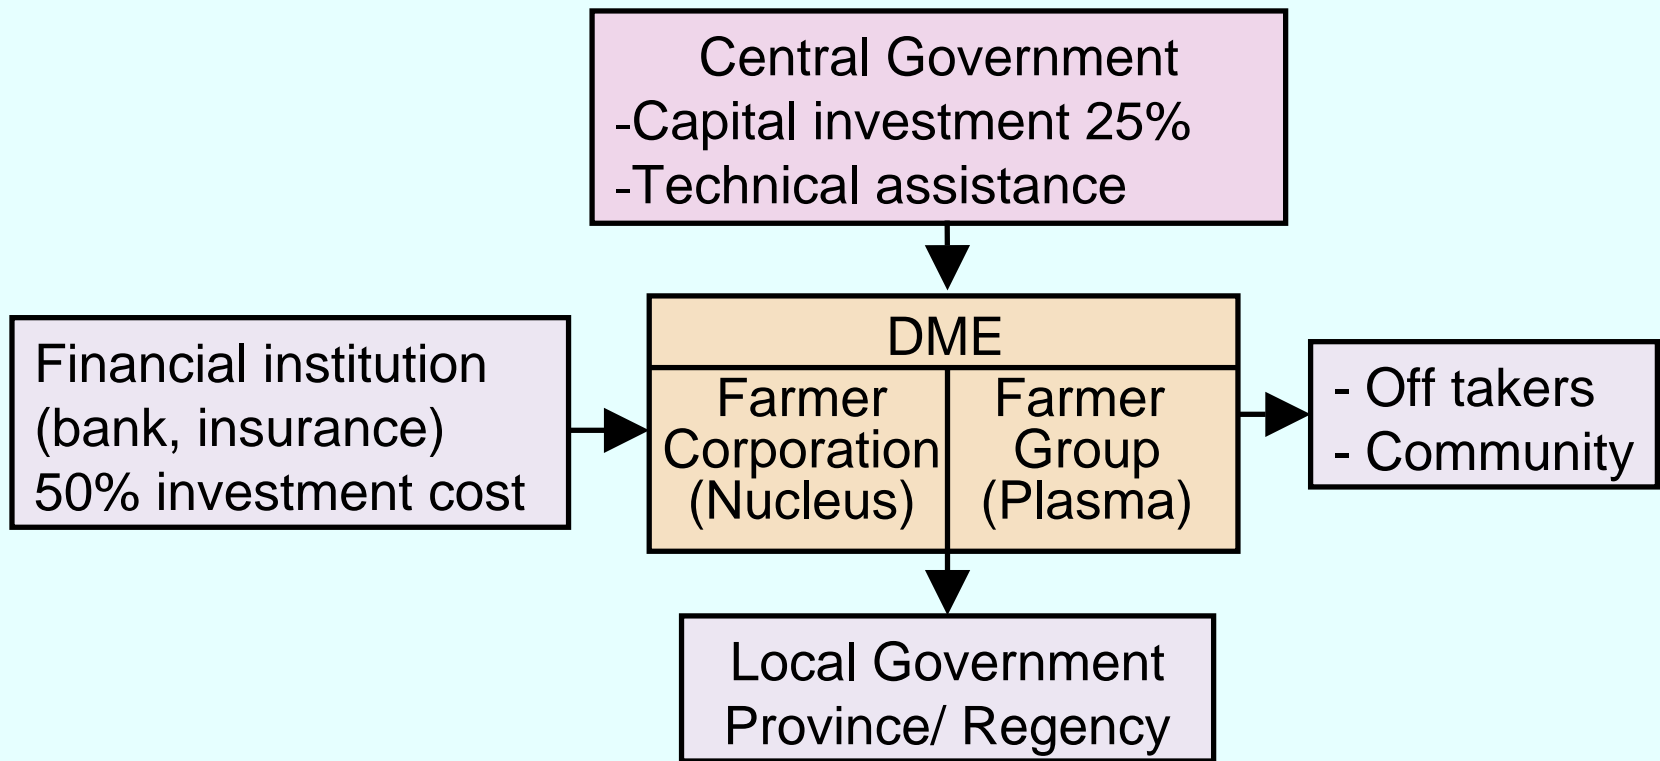 Central Government
-Capital investment 25%
-Technical assistance
Financial institution
(bank, insurance)
50% investment cost
DME
Farmer
Corporation
(Nucleus)
Farmer
Group
(Plasma)
- Off takers
- Community
Local Government
Province/ Regency